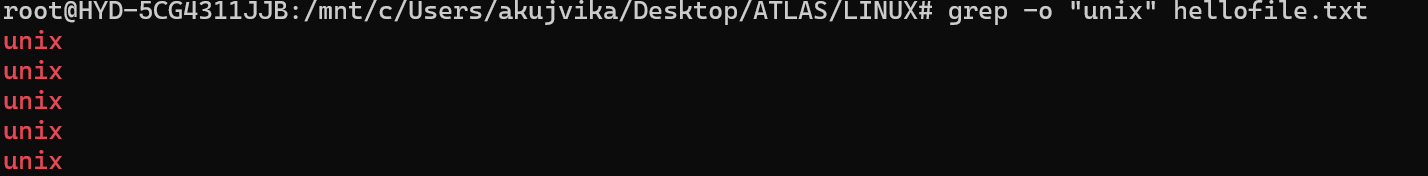 root@HYD-5CG4311JJB:/mnt/c/Users/akujvika/Desktop/ATLAS/LINUX# grep -o "unix" hellofile.txt
unix
unix
unix
unix
unix